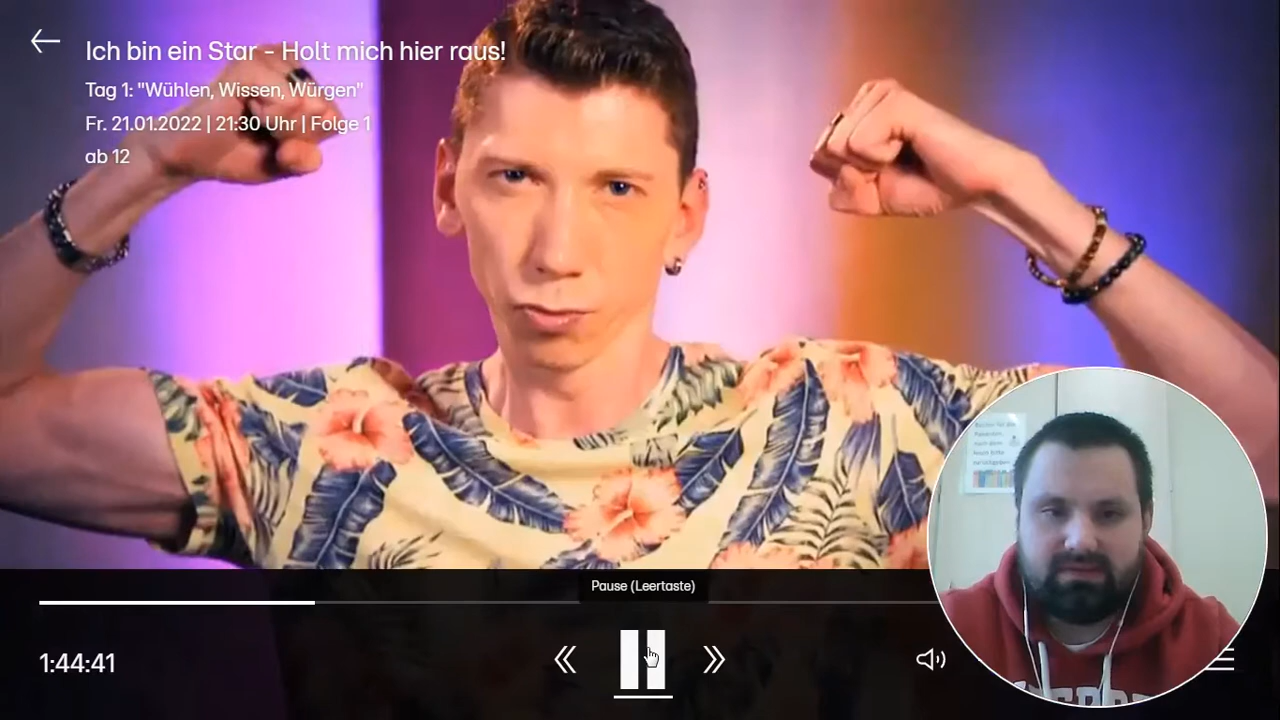 Ich bin ein Star - Holt mich hier raus!
Tag 1: "Wühlen, Wissen, Würgen"
Fr. 21.01.2022 | 21:30 Uhr | Folge 1
ab 12
Pause (Leertaste)
1:44:41